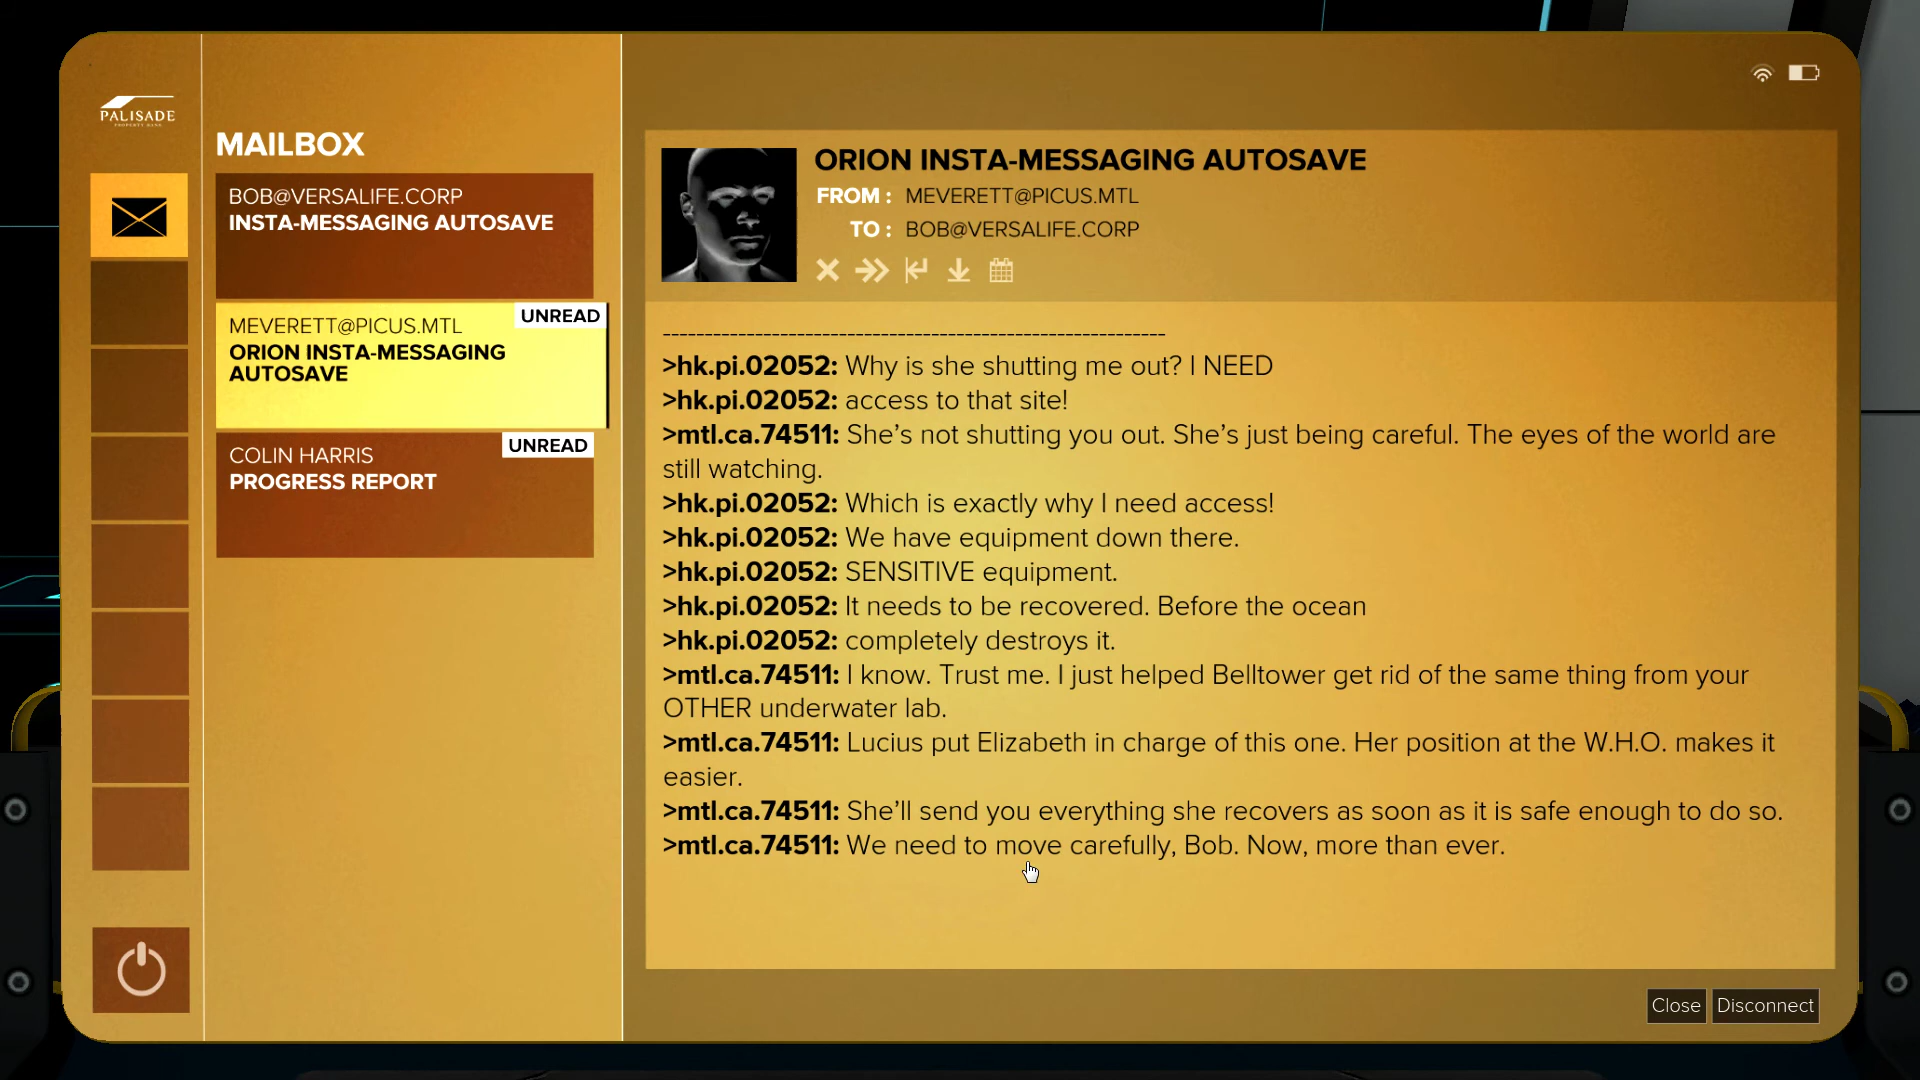 PALISADE
PROPERTY BANK
MAILBOX
BOB@VERSALIFE.CORP
INSTA-MESSAGING AUTOSAVE
UNREAD
MEVERETT@PICUS.MTL
ORION INSTA-MESSAGING
AUTOSAVE
UNREAD
COLIN HARRIS
PROGRESS REPORT
ORION INSTA-MESSAGING AUTOSAVE
FROM : MEVERETT@PICUS.MTL
TO : BOB@VERSALIFE.CORP
------------------------------------------------------------
>hk.pi.02052: Why is she shutting me out? I NEED
>hk.pi.02052: access to that site!
>mtl.ca.74511: She's not shutting you out. She's just being careful. The eyes of the world are
still watching.
>hk.pi.02052: Which is exactly why I need access!
>hk.pi.02052: We have equipment down there.
>hk.pi.02052: SENSITIVE equipment.
>hk.pi.02052: It needs to be recovered. Before the ocean
>hk.pi.02052: completely destroys it.
>mtl.ca.74511: I know. Trust me. I just helped Belltower get rid of the same thing from your
OTHER underwater lab.
>mtl.ca.74511: Lucius put Elizabeth in charge of this one. Her position at the W.H.O. makes it
easier.
>mtl.ca.74511: She'll send you everything she recovers as soon as it is safe enough to do so.
>mtl.ca.74511: We need to move carefully, Bob. Now, more than ever.
Close
Disconnect